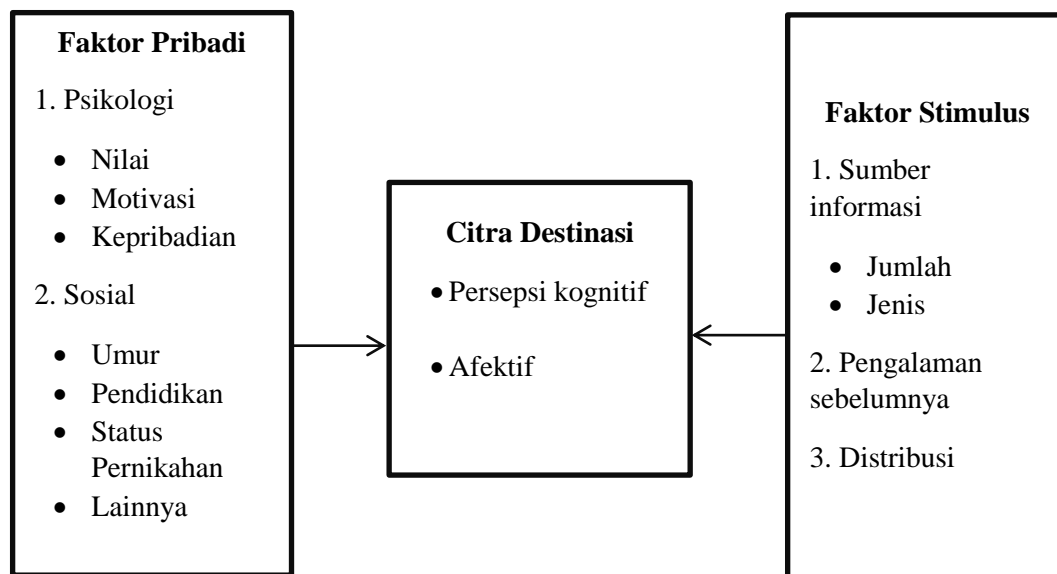 Faktor Pribadi
1. Psikologi
• Nilai
• Motivasi
• Kepribadian
2. Sosial
• Umur
• Pendidikan
• Status
Pernikahan
• Lainnya
Citra Destinasi
• Persepsi kognitif
• Afektif
Faktor Stimulus
1. Sumber
informasi
• Jumlah
• Jenis
2. Pengalaman
sebelumnya
3. Distribusi